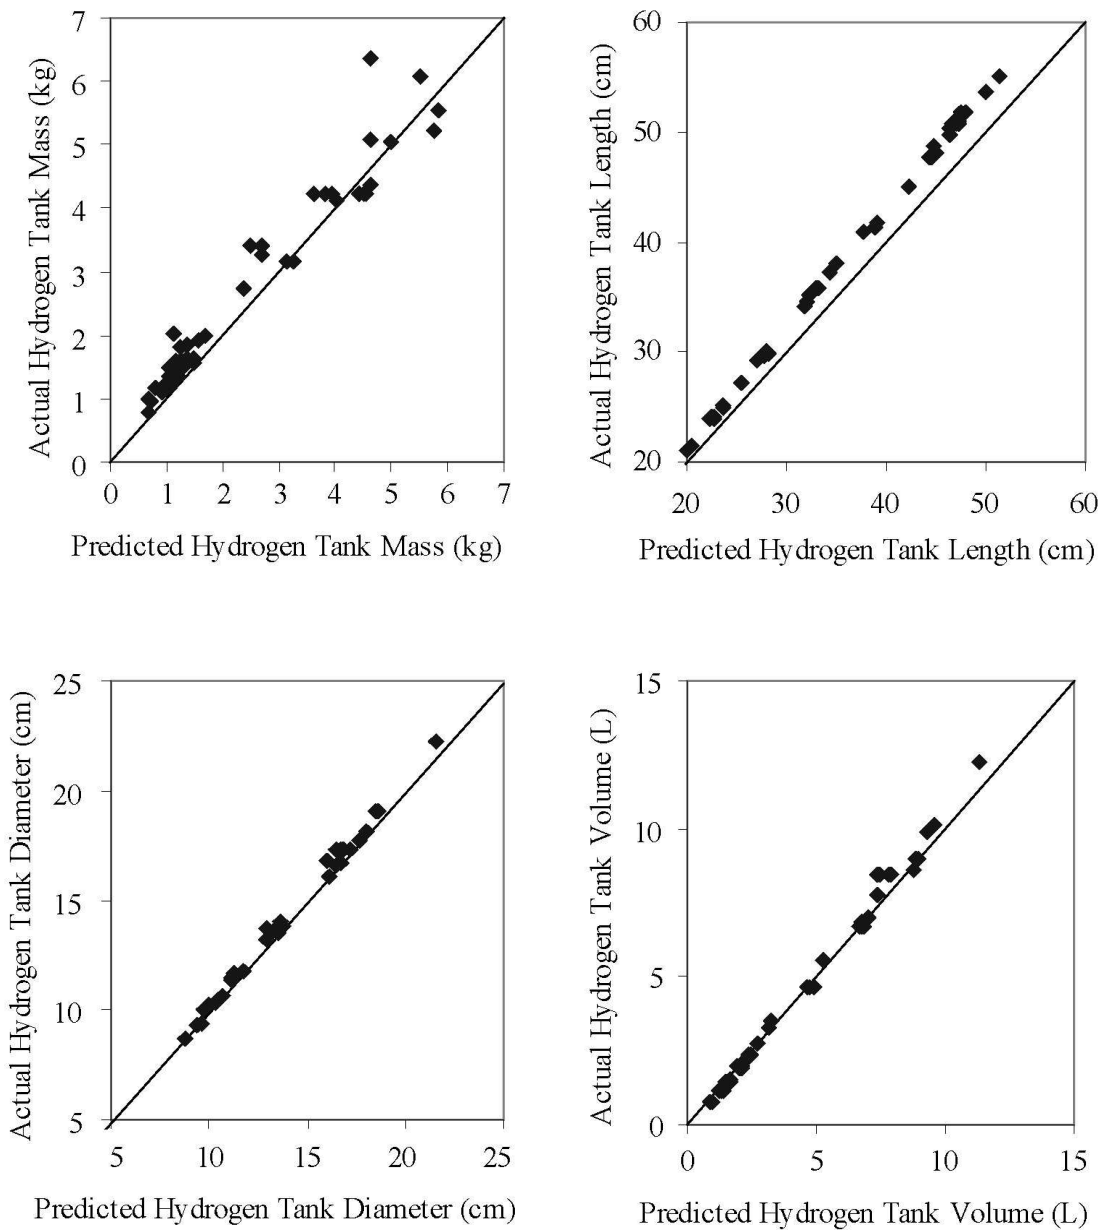 Actual Hydrogen Tank Mass (kg)
7
6
5
4
3
2
1
0
0 1 2 3 4 5 6 7
Predicted Hydrogen Tank Mass (kg)
Actual Hydrogen Tank Length (cm)
60
50
40
30
20
20 30 40 50 60
Predicted Hydrogen Tank Length (cm)
Actual Hydrogen Tank Diameter (cm)
25
20
15
10
5
5 10 15 20 25
Predicted Hydrogen Tank Diameter (cm)
Actual Hydrogen Tank Volume (L)
15
10
5
0
0 5 10 15
Predicted Hydrogen Tank Volume (L)